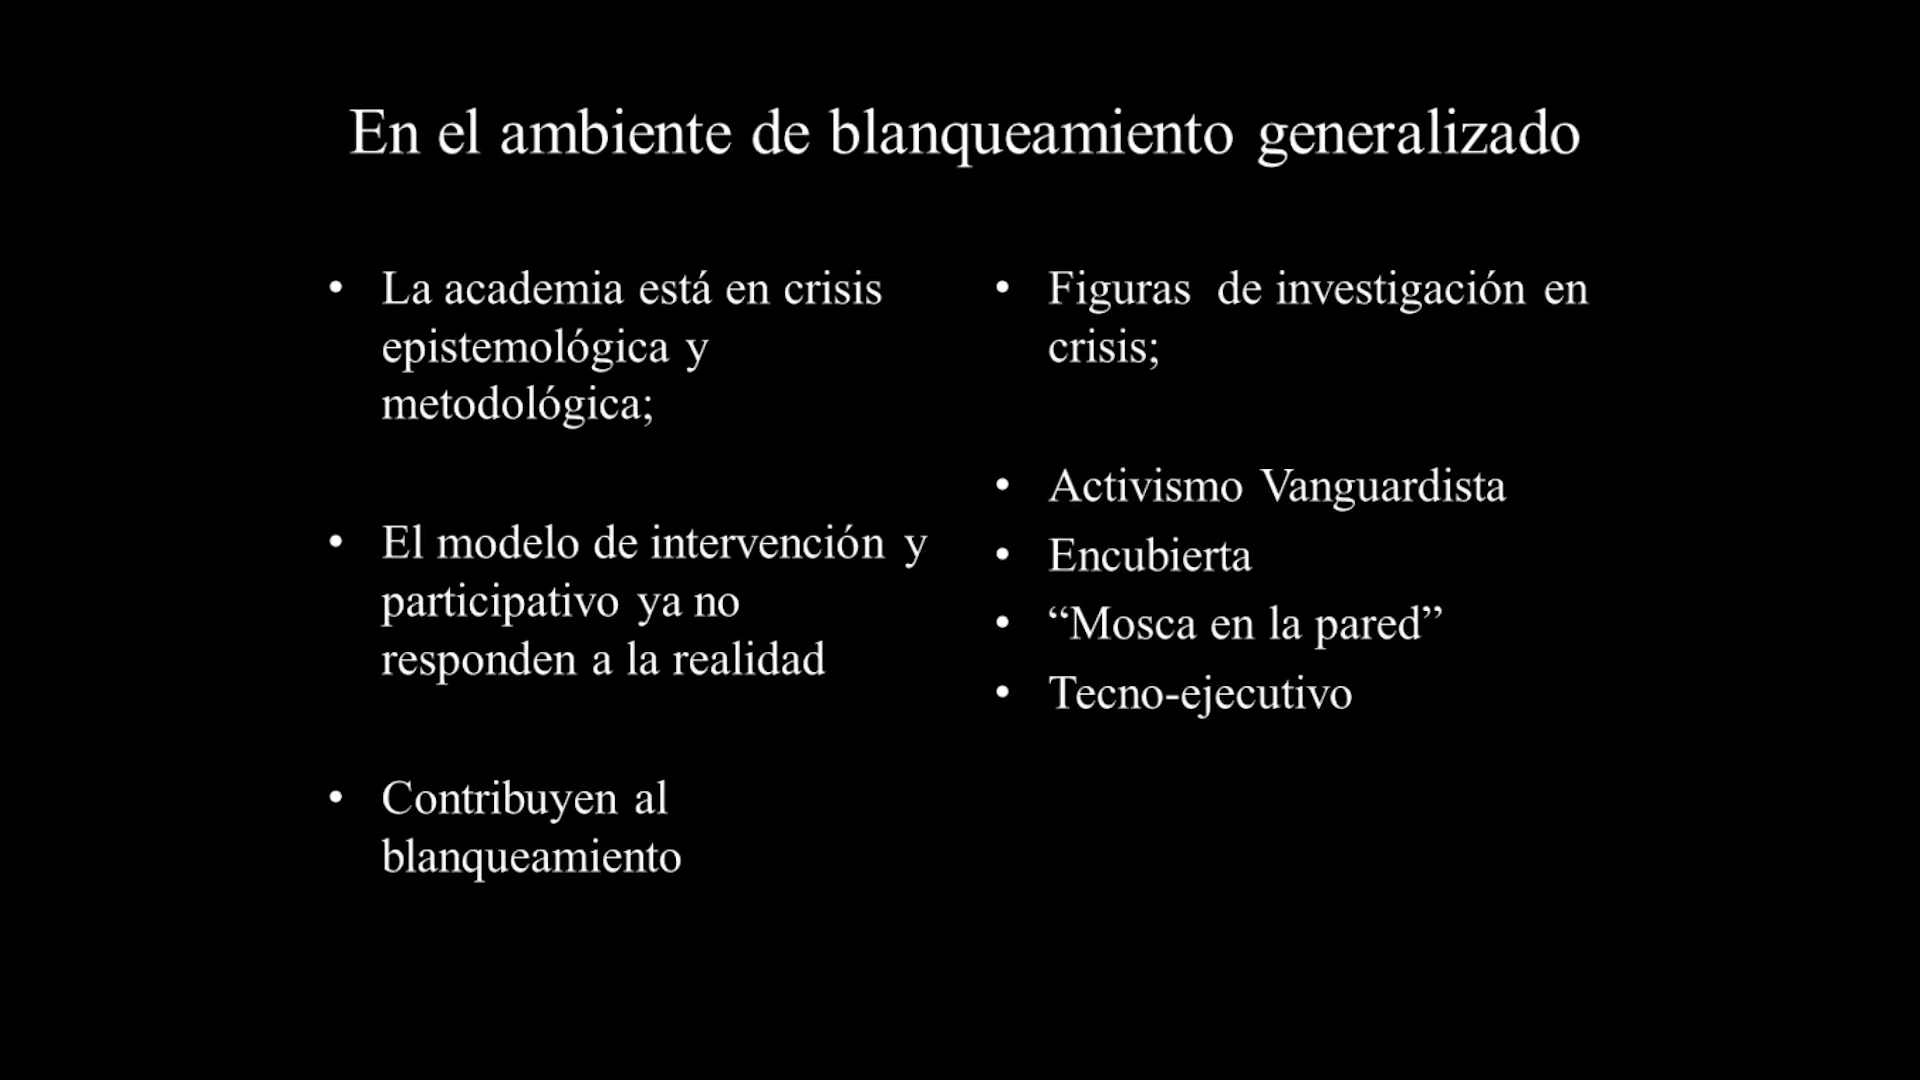 En el ambiente de blanqueamiento generalizado
• La academia está en crisis
epistemológica y
metodológica;
• El modelo de intervención y
participativo ya no
responden a la realidad
• Contribuyen al
blanqueamiento
• Figuras de investigación en
crisis;
• Activismo Vanguardista
• Encubierta
• “Mosca en la pared”
• Tecno-ejecutivo